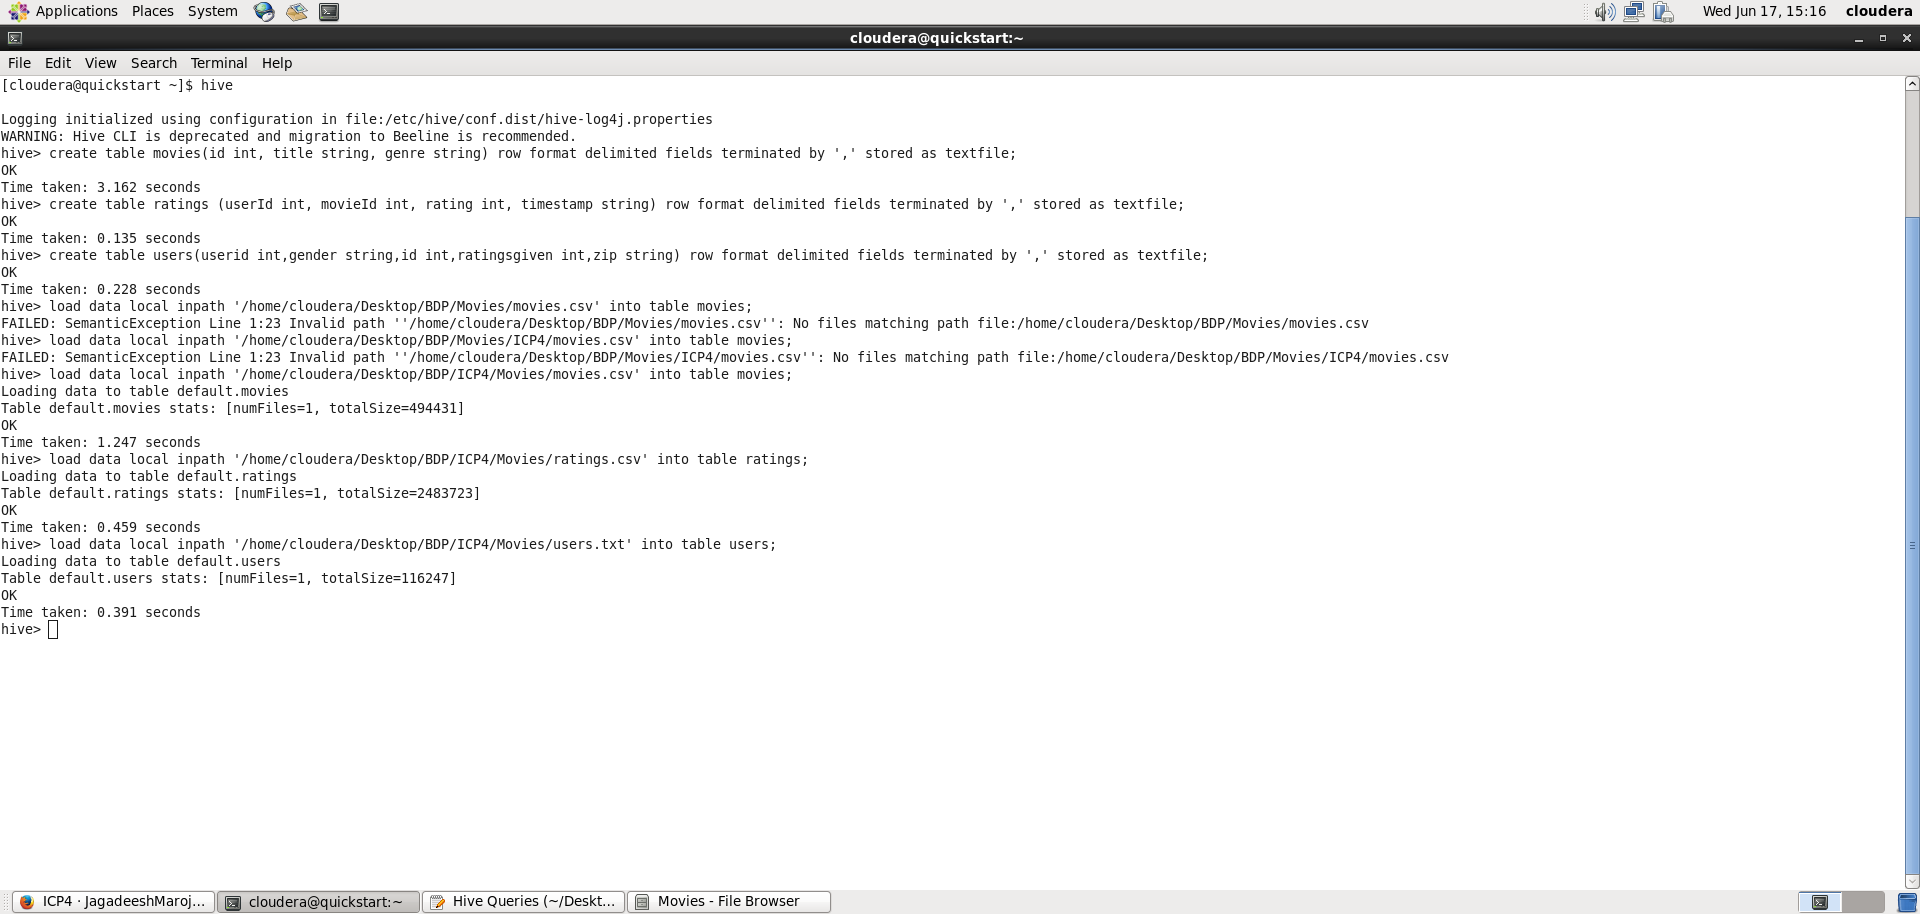 Applications Places System Wed Jun 17, 15:16 cloudera
cloudera@quickstart:~
File Edit View Search Terminal Help
[cloudera@quickstart ~]$ hive
Logging initialized using configuration in file:/etc/hive/conf.dist/hive-log4j.properties
WARNING: Hive CLI is deprecated and migration to Beeline is recommended.
hive> create table movies(id int, title string, genre string) row format delimited fields terminated by ',' stored as textfile;
OK
Time taken: 3.162 seconds
hive> create table ratings (userId int, movieId int, rating int, timestamp string) row format delimited fields terminated by ',' stored as textfile;
OK
Time taken: 0.135 seconds
hive> create table users(userid int,gender string,id int,ratingsgiven int,zip string) row format delimited fields terminated by ',' stored as textfile;
OK
Time taken: 0.228 seconds
hive> load data local inpath '/home/cloudera/Desktop/BDP/Movies/movies.csv' into table movies;
FAILED: SemanticException Line 1:23 Invalid path ''/home/cloudera/Desktop/BDP/Movies/movies.csv'': No files matching path file:/home/cloudera/Desktop/BDP/Movies/movies.csv
hive> load data local inpath '/home/cloudera/Desktop/BDP/Movies/ICP4/movies.csv' into table movies;
FAILED: SemanticException Line 1:23 Invalid path ''/home/cloudera/Desktop/BDP/Movies/ICP4/movies.csv'': No files matching path file:/home/cloudera/Desktop/BDP/Movies/ICP4/movies.csv
hive> load data local inpath '/home/cloudera/Desktop/BDP/ICP4/Movies/movies.csv' into table movies;
Loading data to table default.movies
Table default.movies stats: [numFiles=1, totalSize=494431]
OK
Time taken: 1.247 seconds
hive> load data local inpath '/home/cloudera/Desktop/BDP/ICP4/Movies/ratings.csv' into table ratings;
Loading data to table default.ratings
Table default.ratings stats: [numFiles=1, totalSize=2483723]
OK
Time taken: 0.459 seconds
hive> load data local inpath '/home/cloudera/Desktop/BDP/ICP4/Movies/users.txt' into table users;
Loading data to table default.users
Table default.users stats: [numFiles=1, totalSize=116247]
OK
Time taken: 0.391 seconds
hive>
ICP4 · JagadeeshMaroj... cloudera@quickstart:~ Hive Queries (~/Deskt... Movies - File Browser